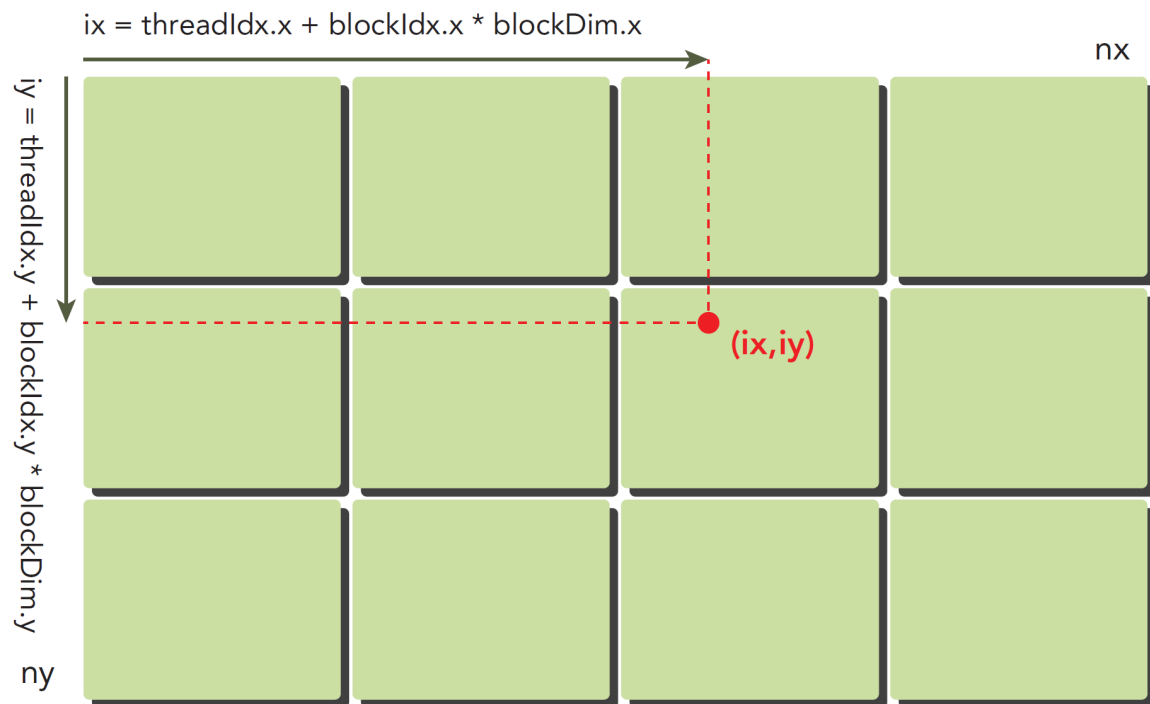 ix = threadIdx.x + blockIdx.x * blockDim.x
nx
iy = threadIdx.y + blockIdx.y * blockDim.y
(ix,iy)
ny